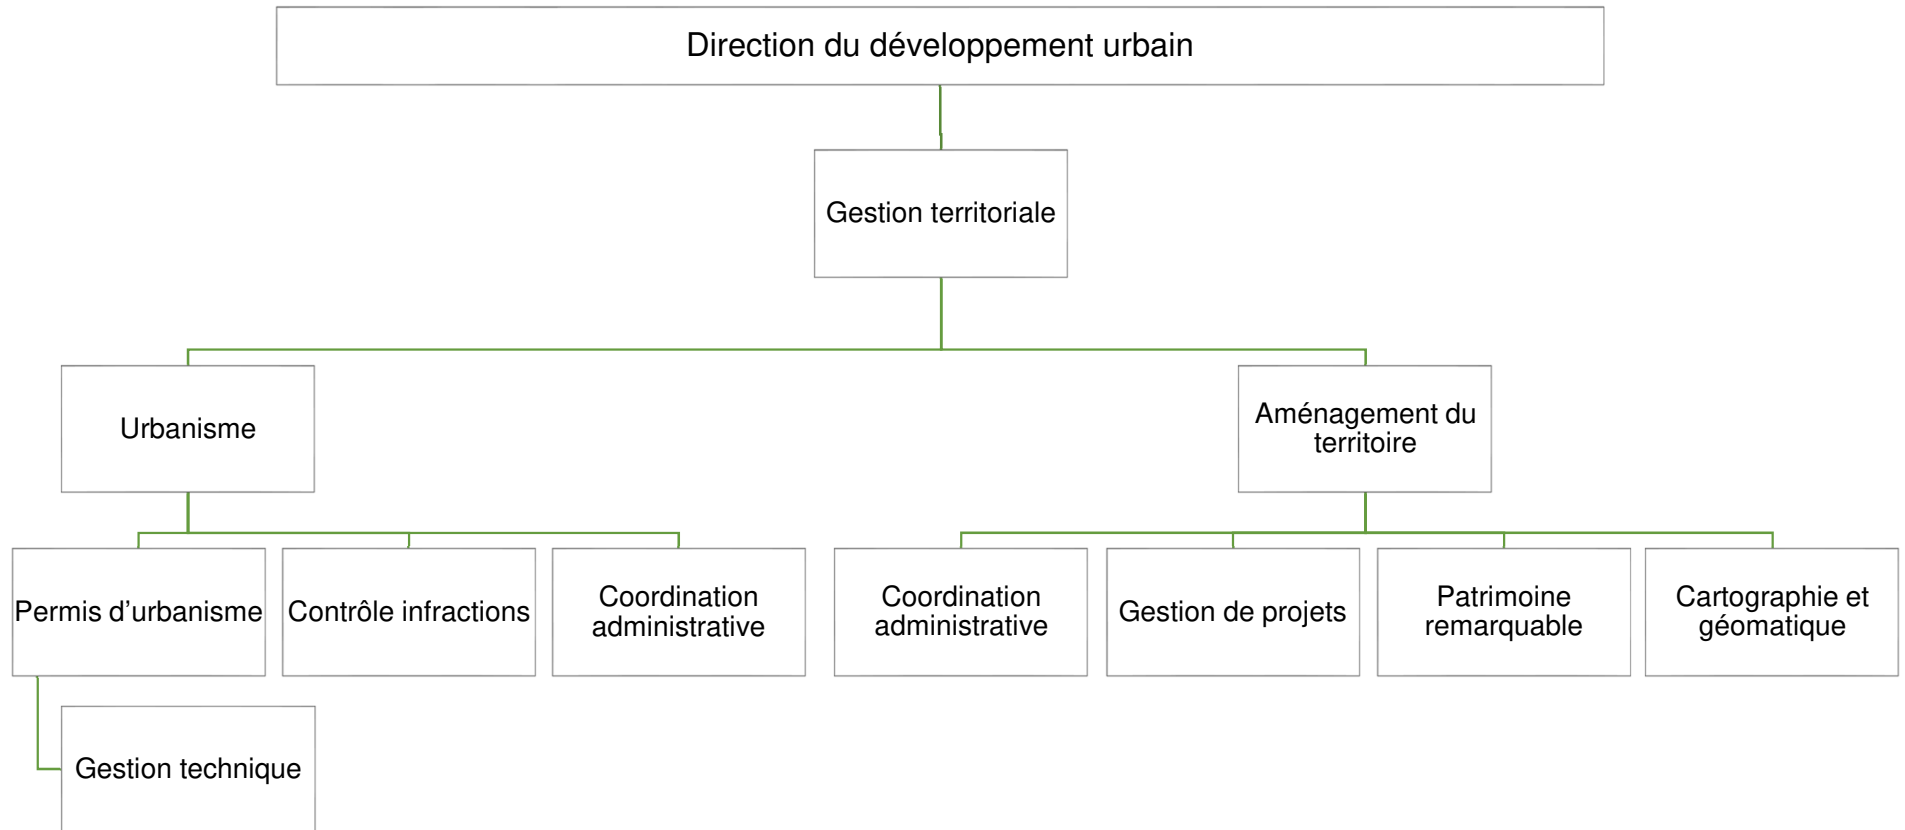 Direction du développement urbain
Gestion territoriale
Urbanisme
Aménagement du
territoire
Permis d’urbanisme
Contrôle infractions
Coordination
administrative
Coordination
administrative
Gestion de projets
Patrimoine
remarquable
Cartographie et
géomatique
Gestion technique